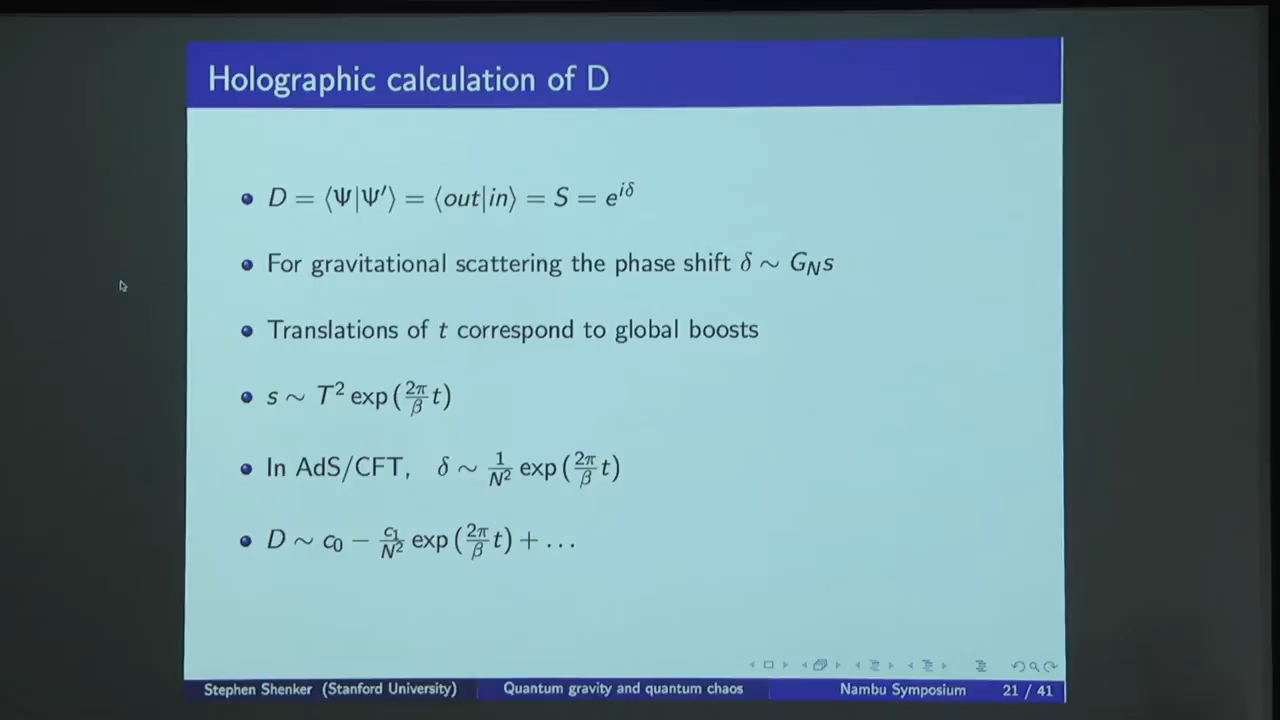 Holographic calculation of D
D = ⟨Ψ|Ψ′⟩ = ⟨out|in⟩ = S = e^{iδ}
For gravitational scattering the phase shift δ ∼ G_N s
Translations of t correspond to global boosts
s ∼ T² exp(2π/β t)
In AdS/CFT, δ ∼ 1/N² exp(2π/β t)
D ∼ c₀ − c₁/N² exp(2π/β t) + ...
Stephen Shenker (Stanford University) Quantum gravity and quantum chaos Nambu Symposium 21 / 41